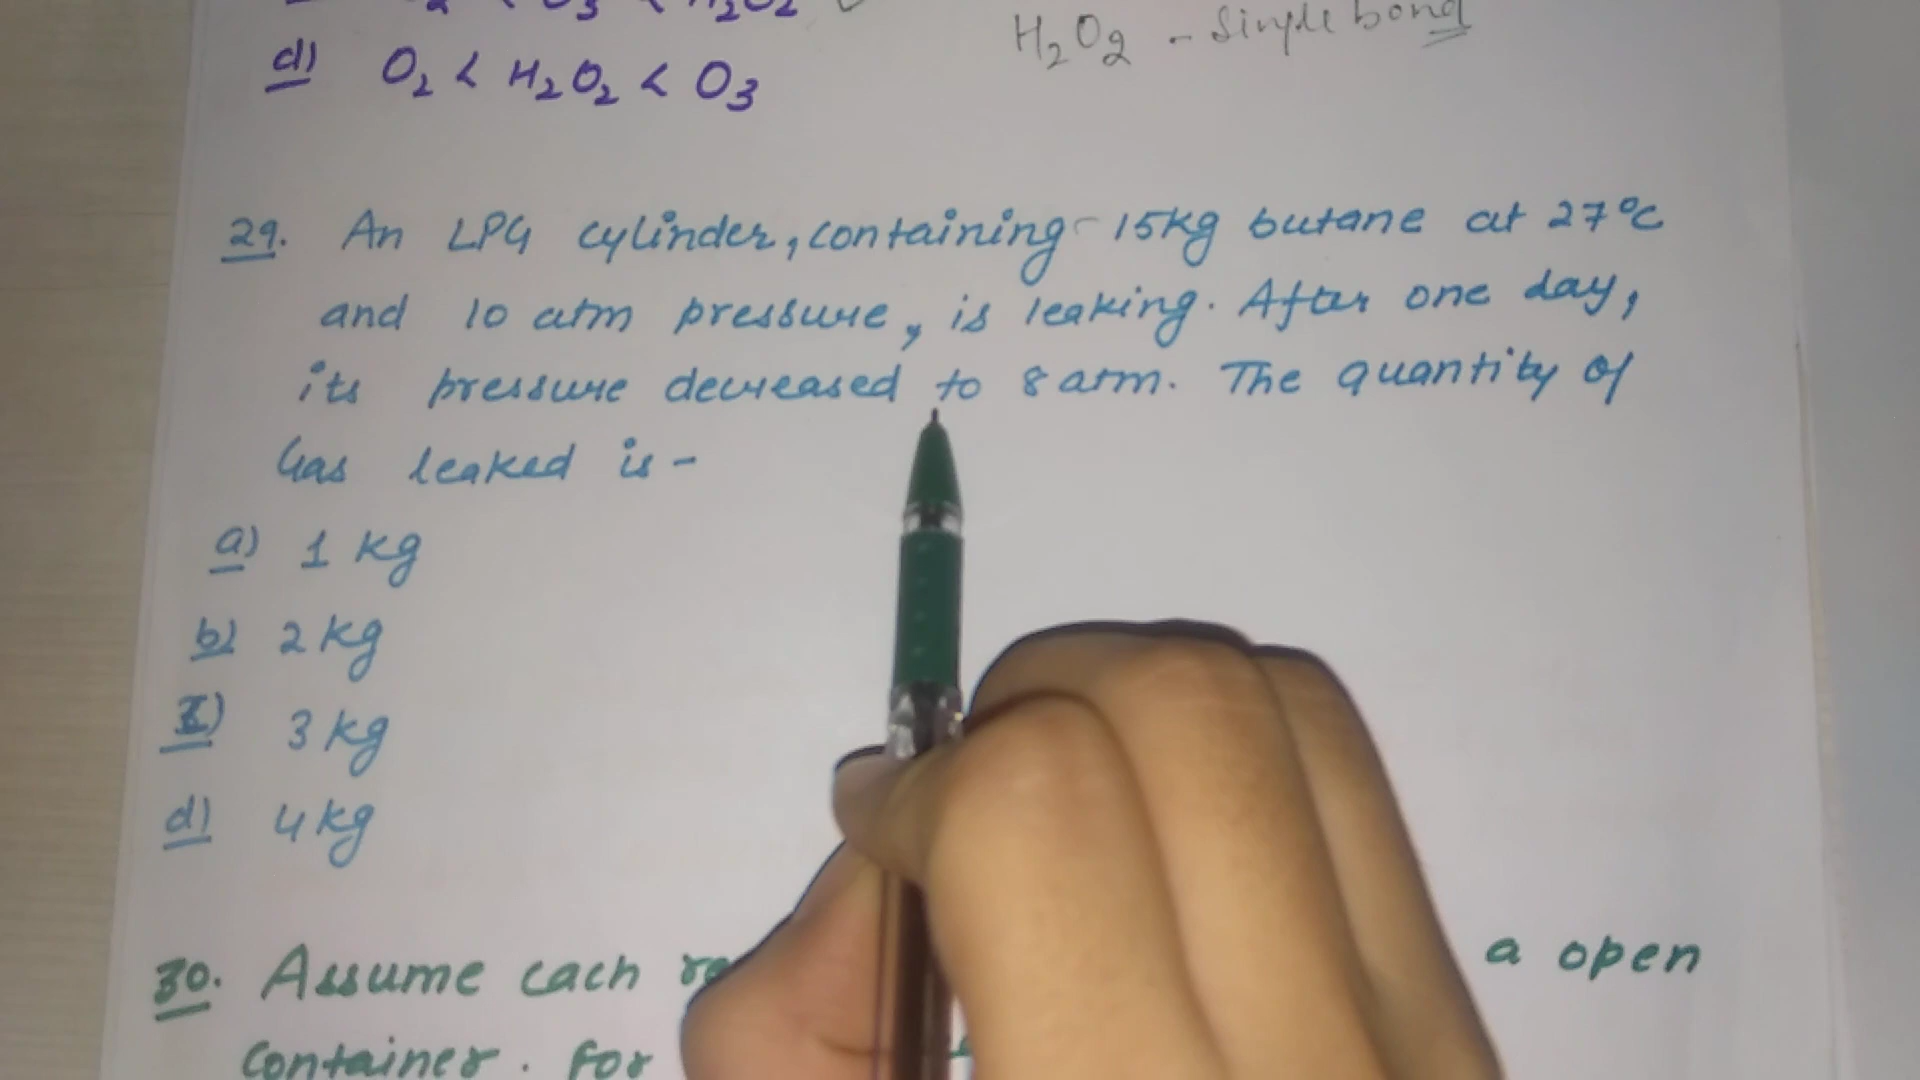 d) O₂ < H₂O₂ < O₃
H₂O₂ - Single bond
29. An LPG cylinder, containing 15kg butane at 27°C
and 10 atm pressure, is leaking. After one day,
its pressure decreased to 8 atm. The quantity of
Gas leaked is -
a) 1 kg
b) 2 kg
c) 3 kg
d) 4 kg
30. Assume each a open
Container. For